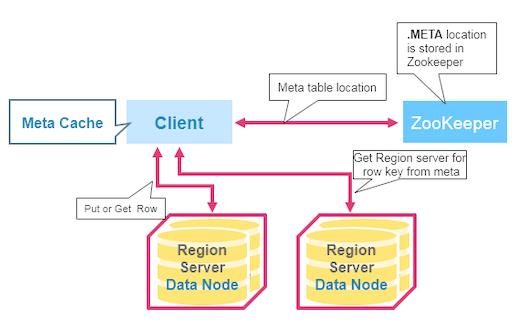 .META location
is stored in
Zookeeper
Meta table location
Meta Cache
Client
ZooKeeper
Get Region server for
row key from meta
Put or Get Row
Region
Server
Data Node
Region
Server
Data Node